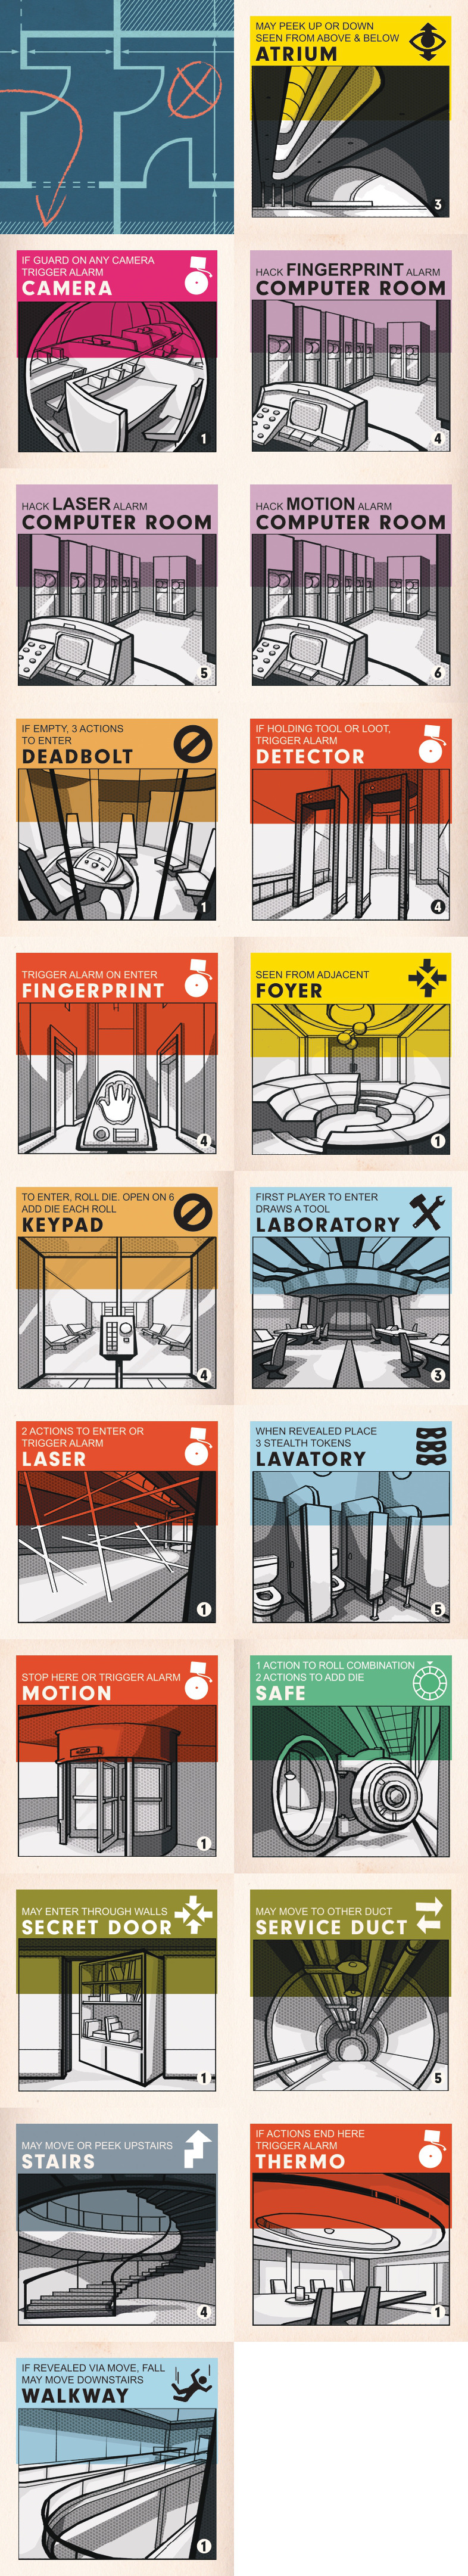 MAY PEEK UP OR DOWN
SEEN FROM ABOVE & BELOW
ATRIUM
3
IF GUARD ON ANY CAMERA
TRIGGER ALARM
CAMERA
1
HACK FINGERPRINT ALARM
COMPUTER ROOM
4
HACK LASER ALARM
COMPUTER ROOM
5
HACK MOTION ALARM
COMPUTER ROOM
6
IF EMPTY, 3 ACTIONS
TO ENTER
DEADBOLT
1
IF HOLDING TOOL OR LOOT,
TRIGGER ALARM
DETECTOR
4
TRIGGER ALARM ON ENTER
FINGERPRINT
4
SEEN FROM ADJACENT
FOYER
1
TO ENTER, ROLL DIE. OPEN ON 6
ADD DIE EACH ROLL
KEYPAD
4
FIRST PLAYER TO ENTER
DRAWS A TOOL
LABORATORY
3
2 ACTIONS TO ENTER OR
TRIGGER ALARM
LASER
1
WHEN REVEALED PLACE
3 STEALTH TOKENS
LAVATORY
5
STOP HERE OR TRIGGER ALARM
MOTION
1
1 ACTION TO ROLL COMBINATION
2 ACTIONS TO ADD DIE
SAFE
MAY ENTER THROUGH WALLS
SECRET DOOR
1
MAY MOVE TO OTHER DUCT
SERVICE DUCT
5
MAY MOVE OR PEEK UPSTAIRS
STAIRS
4
IF ACTIONS END HERE
TRIGGER ALARM
THERMO
1
IF REVEALED VIA MOVE, FALL
MAY MOVE DOWNSTAIRS
WALKWAY
1